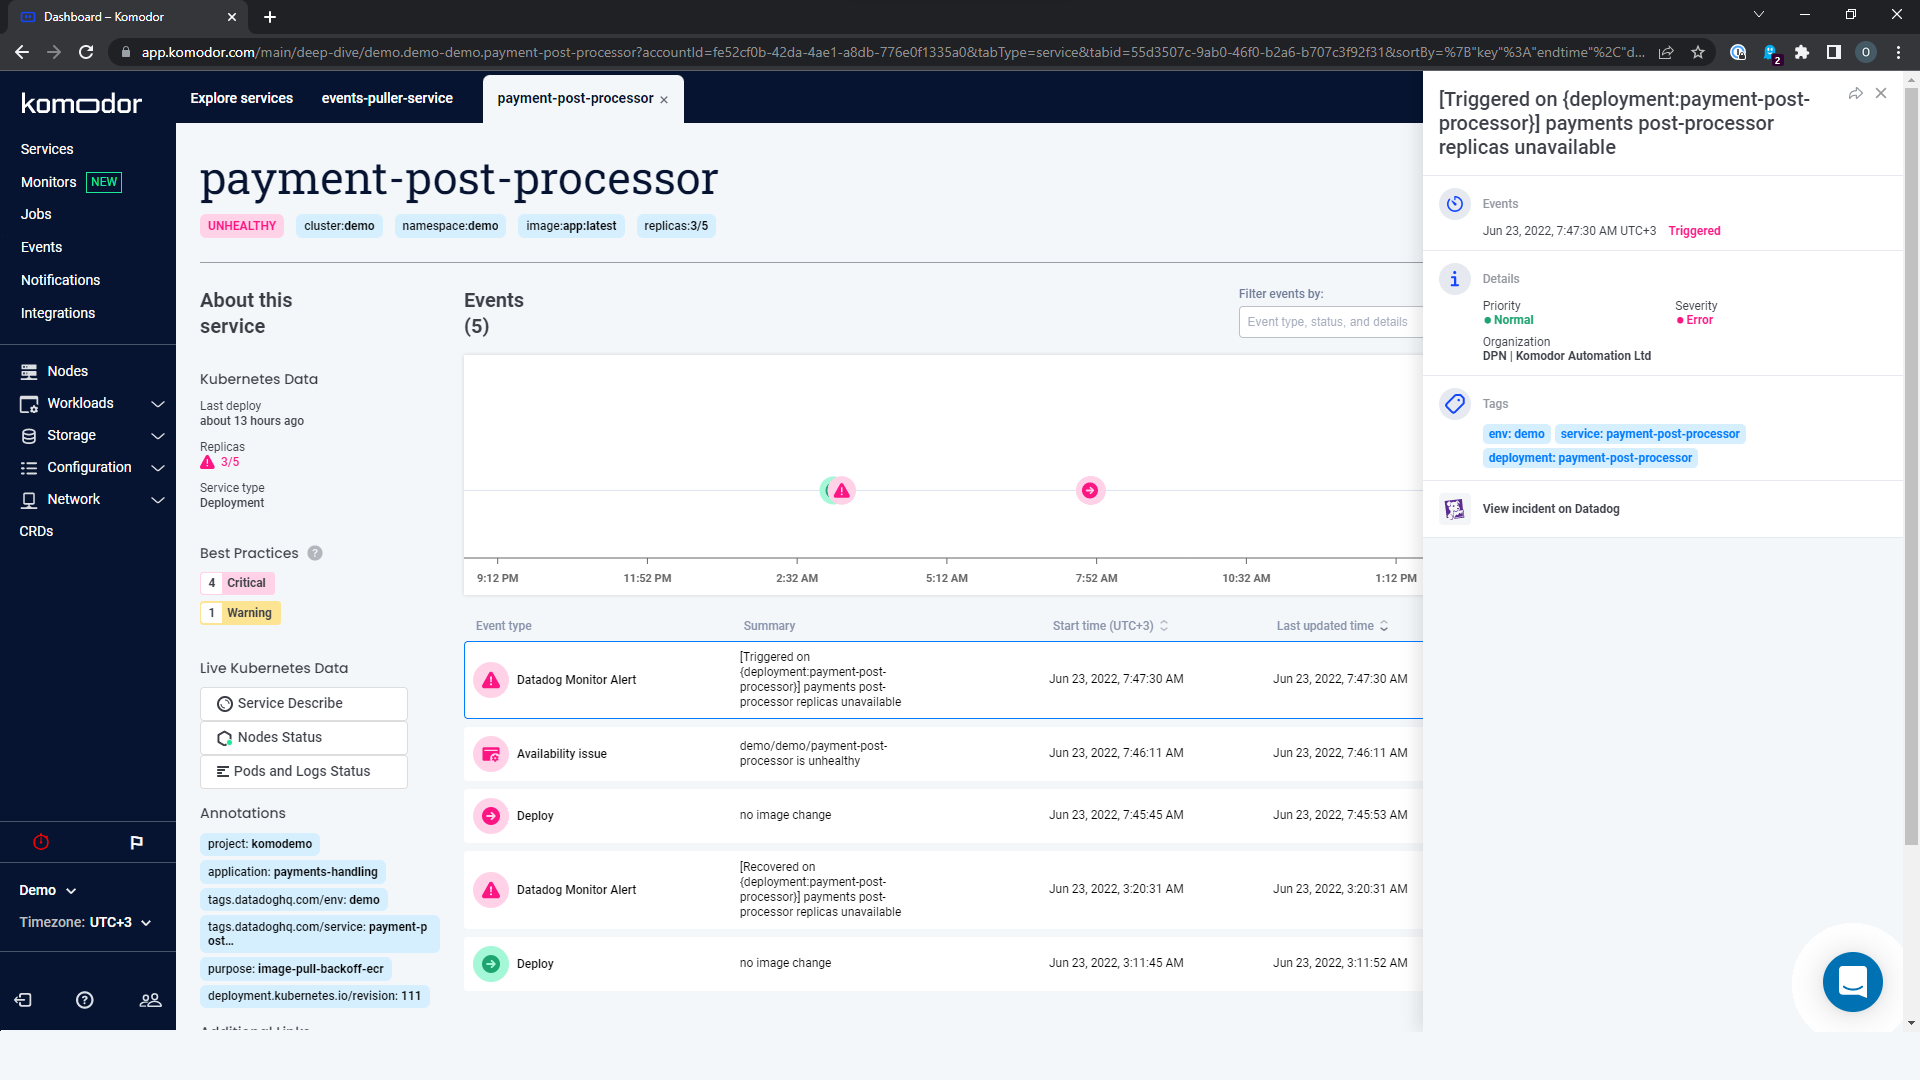 Dashboard – Komodor
app.komodor.com/main/deep-dive/demo.demo-demo.payment-post-processor?accountId=fe52cf0b-42da-4ae1-a8db-776e0f1335a0&tabType=service&tabid=55d3507c-9ab0-46f0-b2a6-b707c3f92f31&sortBy=%7B"key"%3A"endtime"%2C"d...
2
O
komodor
Explore services
events-puller-service
payment-post-processor
Services
Monitors NEW
Jobs
Events
Notifications
Integrations
Nodes
Workloads
Storage
Configuration
Network
CRDs
Demo
Timezone: UTC+3
payment-post-processor
UNHEALTHY
cluster:demo
namespace:demo
image:app:latest
replicas:3/5
About this
service
Kubernetes Data
Last deploy
about 13 hours ago
Replicas
3/5
Service type
Deployment
Best Practices ?
4 Critical
1 Warning
Live Kubernetes Data
Service Describe
Nodes Status
Pods and Logs Status
Annotations
project: komodemo
application: payments-handling
tags.datadoghq.com/env: demo
tags.datadoghq.com/service: payment-p
ost...
purpose: image-pull-backoff-ecr
deployment.kubernetes.io/revision: 111
Events
(5)
Filter events by:
Event type, status, and details
9:12 PM
11:52 PM
2:32 AM
5:12 AM
7:52 AM
10:32 AM
1:12 PM
Event type
Summary
Start time (UTC+3)
Last updated time
Datadog Monitor Alert
[Triggered on
{deployment:payment-post-
processor}] payments post-
processor replicas unavailable
Jun 23, 2022, 7:47:30 AM
Jun 23, 2022, 7:47:30 AM
Availability issue
demo/demo/payment-post-
processor is unhealthy
Jun 23, 2022, 7:46:11 AM
Jun 23, 2022, 7:46:11 AM
Deploy
no image change
Jun 23, 2022, 7:45:45 AM
Jun 23, 2022, 7:45:53 AM
Datadog Monitor Alert
[Recovered on
{deployment:payment-post-
processor}] payments post-
processor replicas unavailable
Jun 23, 2022, 3:20:31 AM
Jun 23, 2022, 3:20:31 AM
Deploy
no image change
Jun 23, 2022, 3:11:45 AM
Jun 23, 2022, 3:11:52 AM
[Triggered on {deployment:payment-post-
processor}] payments post-processor
replicas unavailable
Events
Jun 23, 2022, 7:47:30 AM UTC+3 Triggered
Details
Priority
Normal
Severity
Error
Organization
DPN | Komodor Automation Ltd
Tags
env: demo
service: payment-post-processor
deployment: payment-post-processor
View incident on Datadog